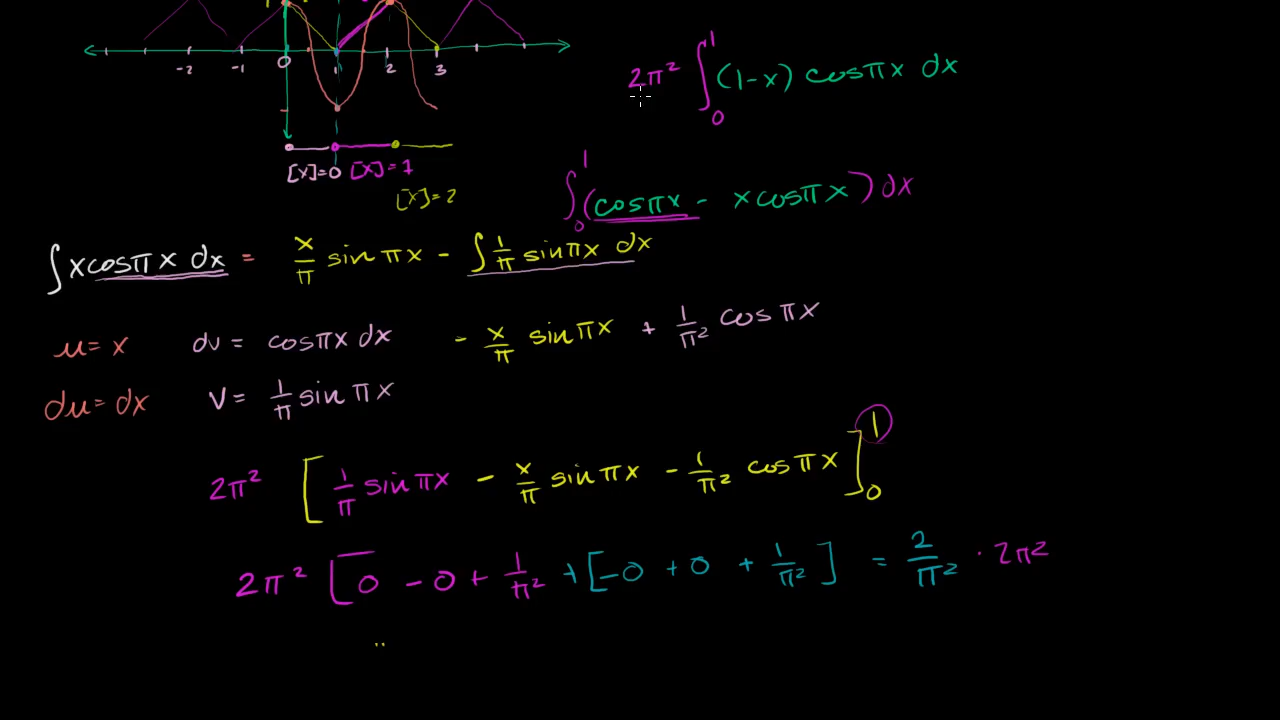 -2 -1 0 1 2 3
2π² ∫₀¹ (1-x) cosπx dx
[x]=0 [x]=1
[x]=2
∫₀¹ (cosπx - xcosπx) dx
∫xcosπx dx = x/π sinπx - ∫ 1/π sinπx dx
u=x dv= cosπx dx - x/π sinπx + 1/π² cosπx
du=dx v= 1/π sinπx
2π² [ 1/π sinπx - x/π sinπx - 1/π² cosπx ]₀¹
2π² [ 0 - 0 + 1/π² + [ -0 + 0 + 1/π² ] = 2/π² · 2π²